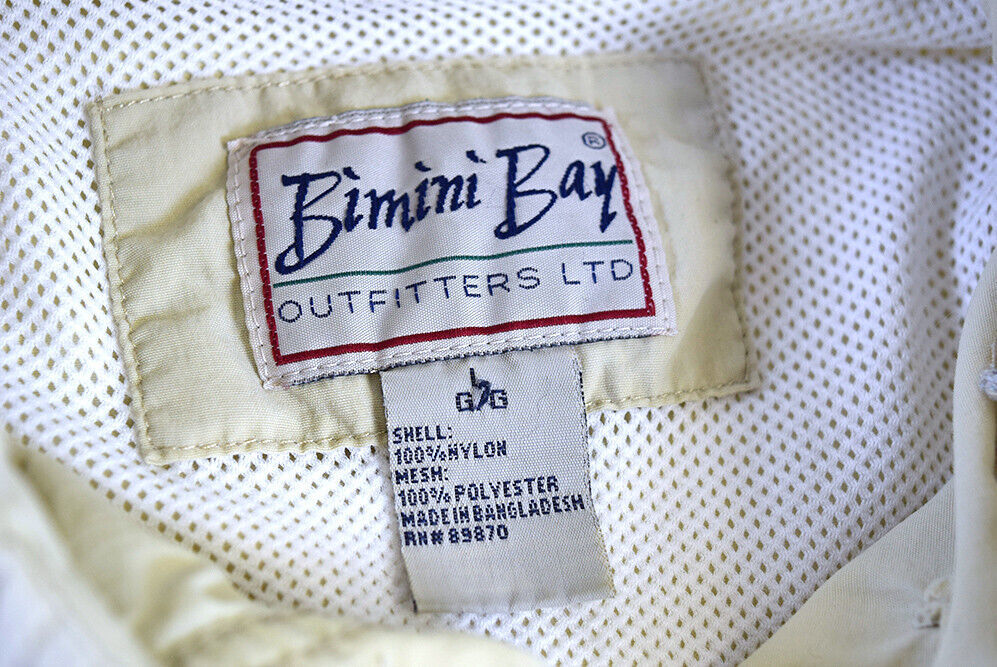 Bimini Bay®
OUTFITTERS LTD
SHELL:
100% NYLON
MESH:
100% POLYESTER
MADE IN BANGLADESH
RN# 89870